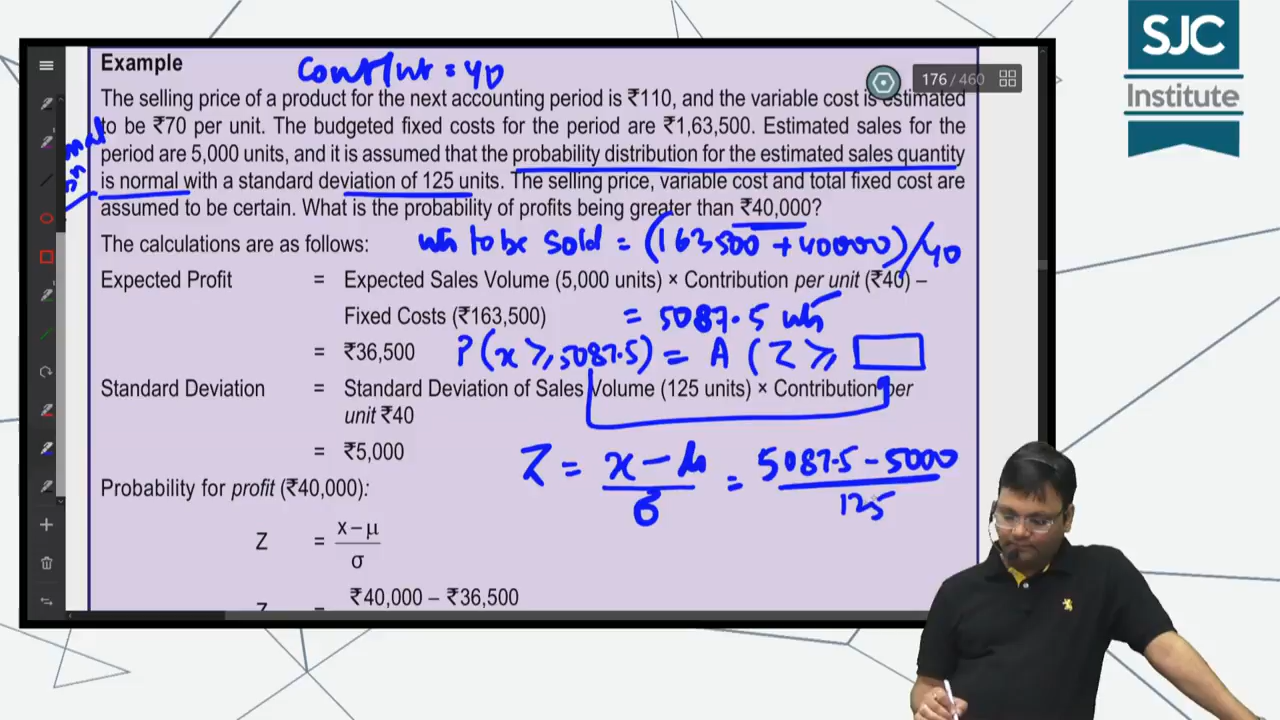 SJC
Institute
176 / 460
Example
Cont/ut = 40
The selling price of a product for the next accounting period is ₹110, and the variable cost is estimated
to be ₹70 per unit. The budgeted fixed costs for the period are ₹1,63,500. Estimated sales for the
period are 5,000 units, and it is assumed that the probability distribution for the estimated sales quantity
is normal with a standard deviation of 125 units. The selling price, variable cost and total fixed cost are
assumed to be certain. What is the probability of profits being greater than ₹40,000?
The calculations are as follows:
to be sold = (163500 + 40000)/40
Expected Profit = Expected Sales Volume (5,000 units) × Contribution per unit (₹40) –
Fixed Costs (₹163,500)
= 5087.5
= ₹36,500
P(x ≥ 5087.5) = A (Z ≥
Standard Deviation = Standard Deviation of Sales Volume (125 units) × Contribution per
unit ₹40
= ₹5,000
Z = x – μ / σ = 5087.5 – 5000 / 125
Probability for profit (₹40,000):
Z = x – μ
σ
₹40,000 – ₹36,500
Z =